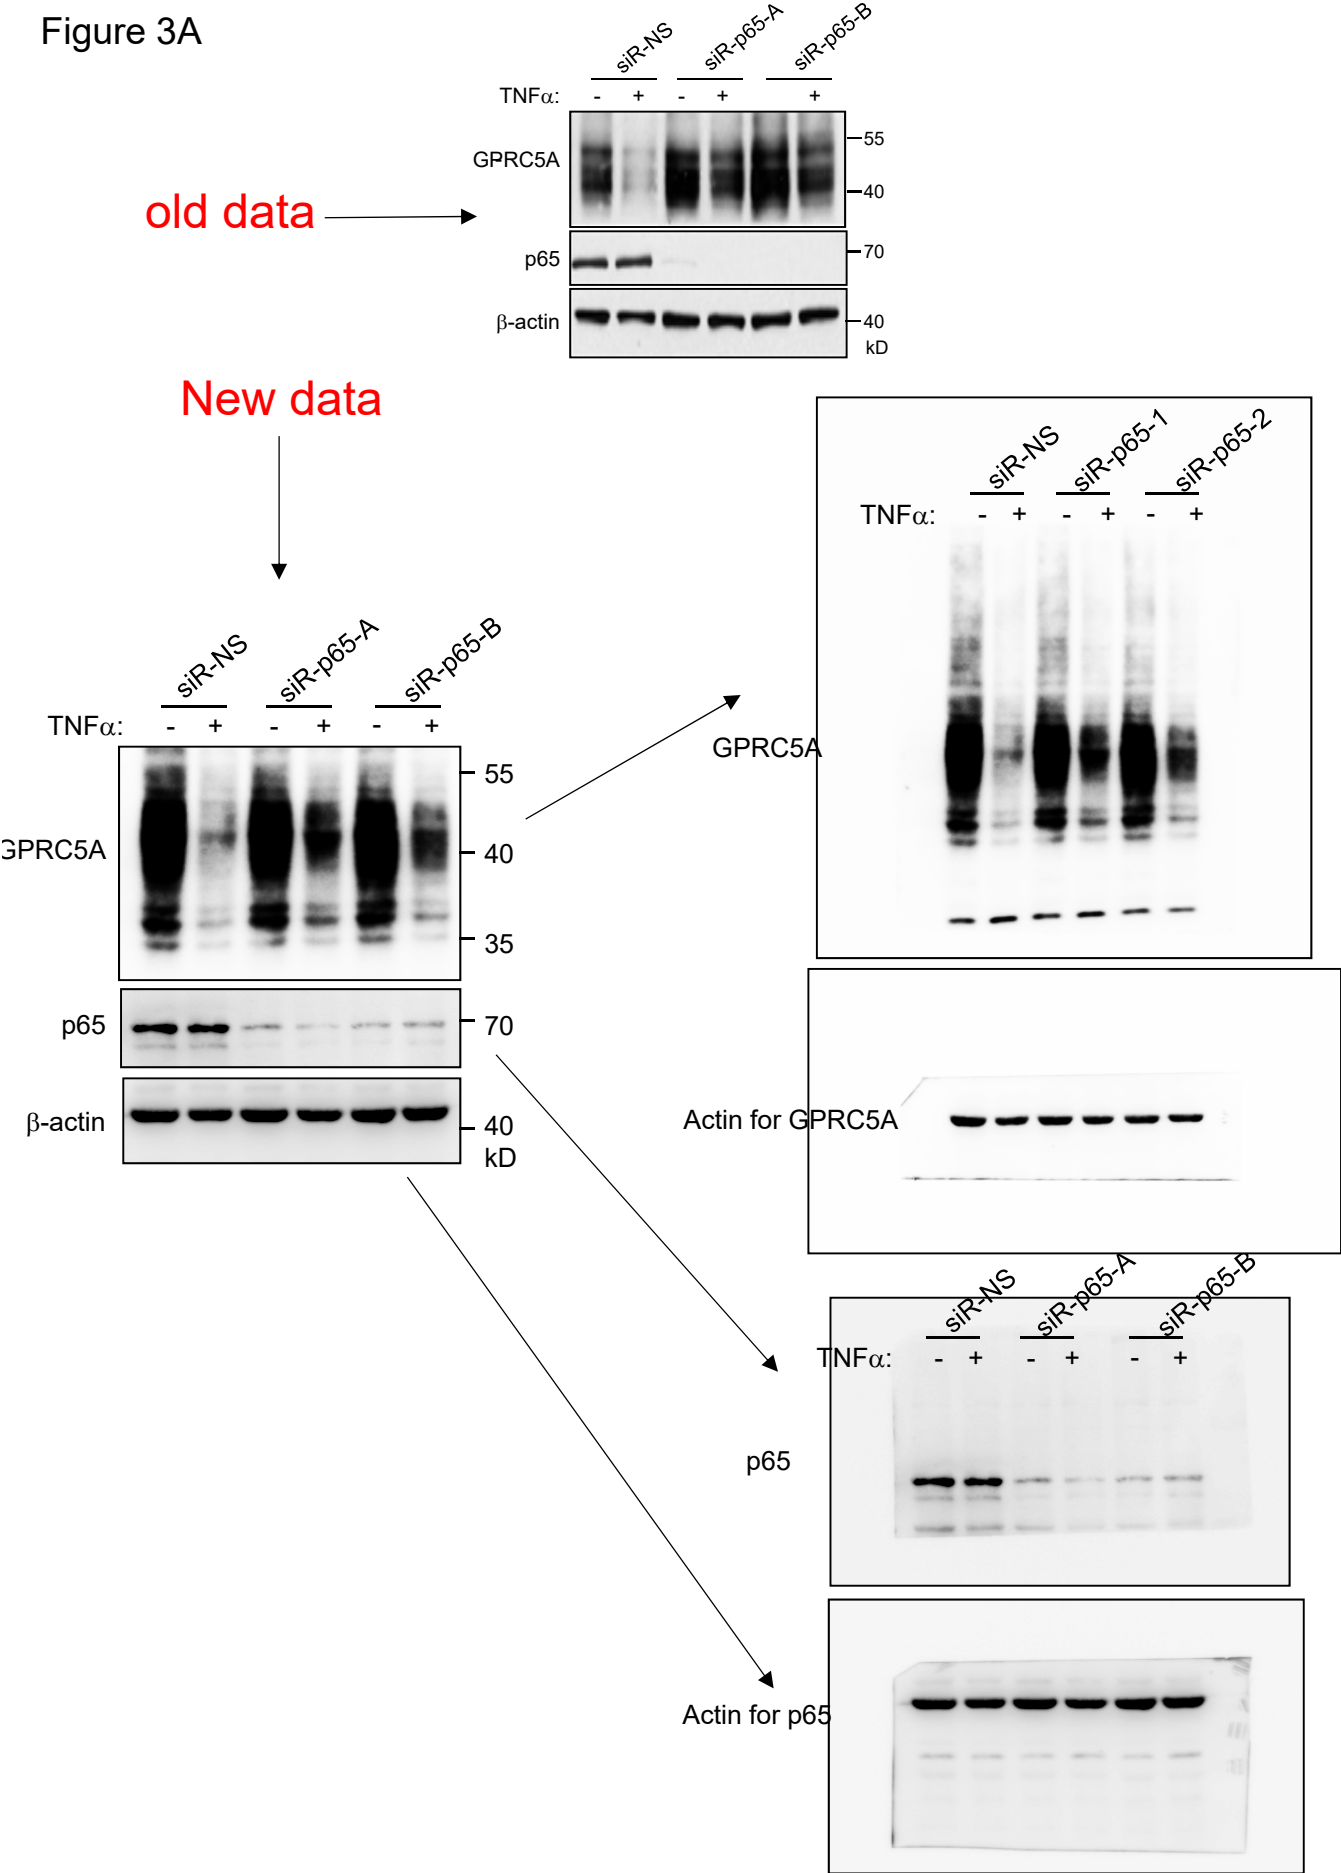 Figure 3A
siR-NS siR-p65-A siR-p65-B
TNFα: - + - + +
GPRC5A
55
40
old data
p65
70
β-actin
40
kD
New data
siR-NS siR-p65-1 siR-p65-2
TNFα: - + - + - +
GPRC5A
siR-NS siR-p65-A siR-p65-B
TNFα: - + - + - +
55
GPRC5A
40
35
p65
70
β-actin
40
kD
Actin for GPRC5A
siR-NS siR-p65-A siR-p65-B
TNFα: - + - + - +
p65
Actin for p65